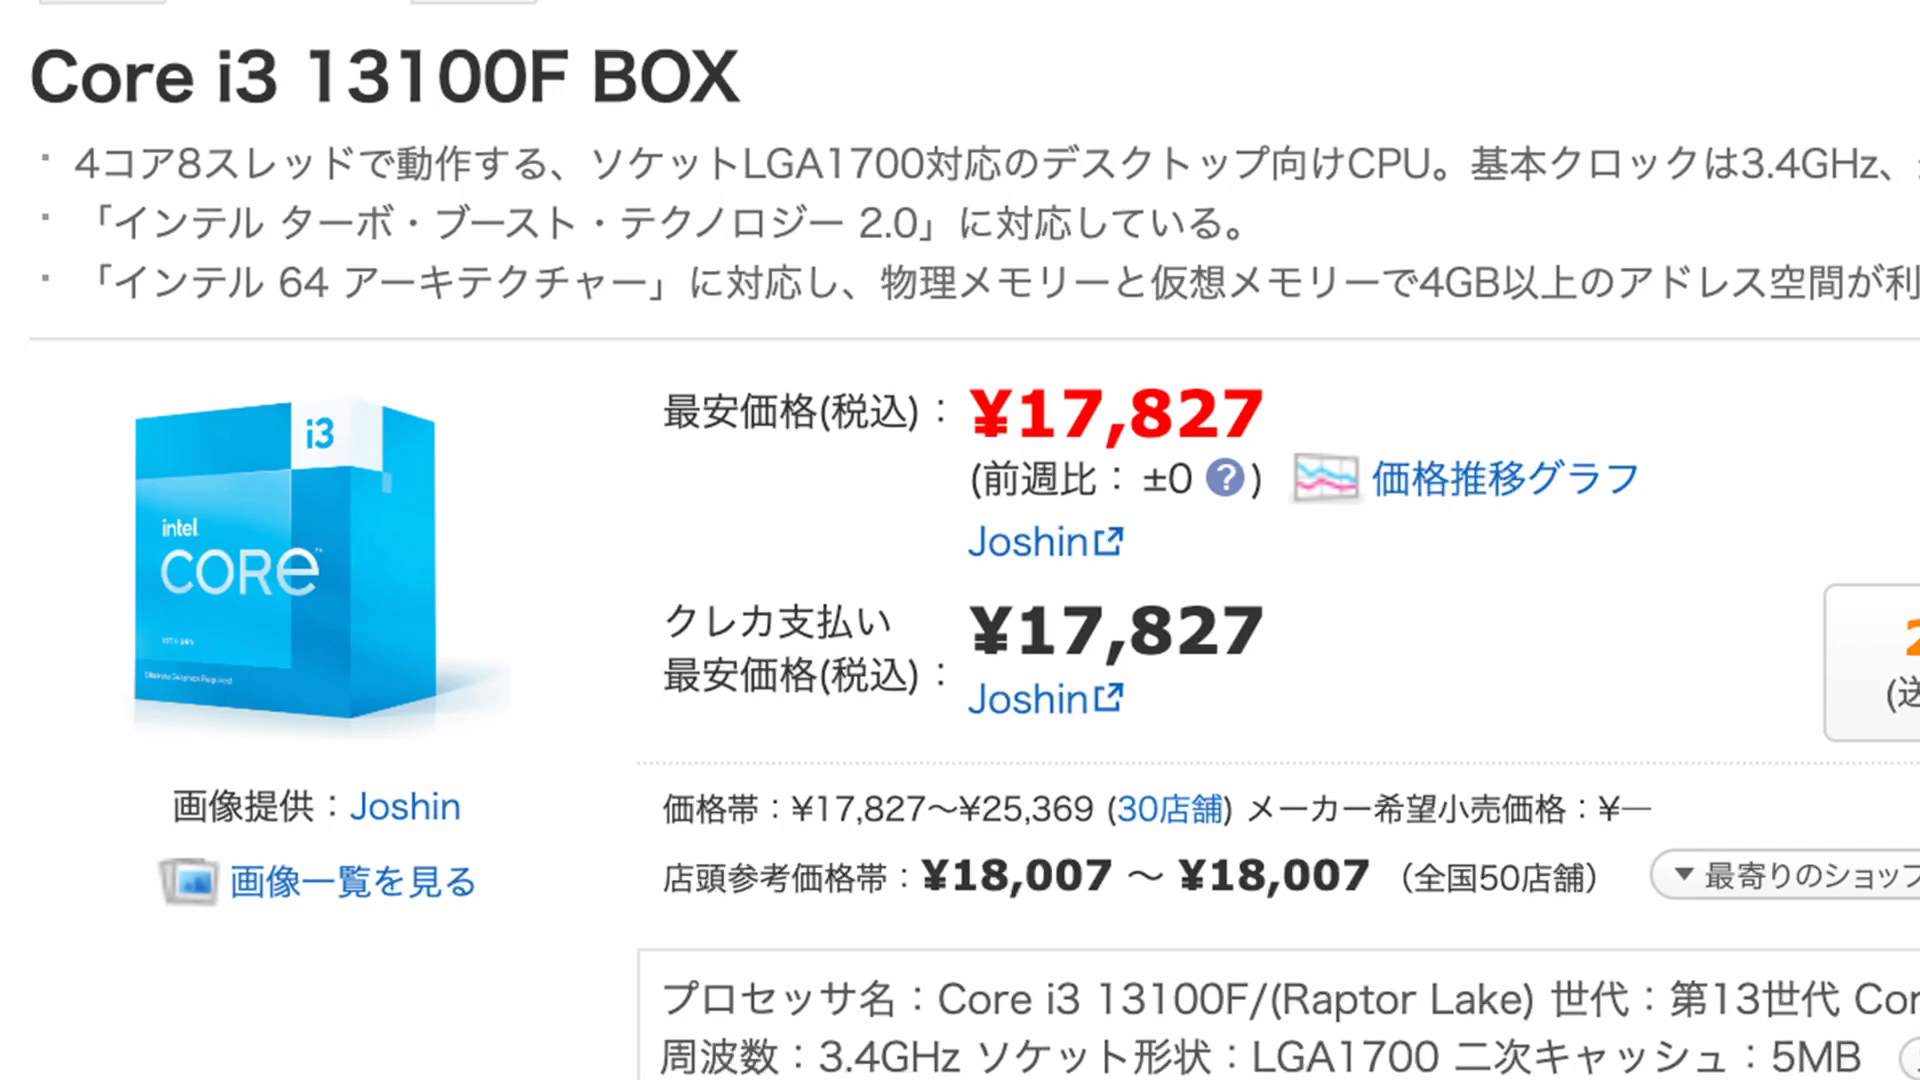 Core i3 13100F BOX
4コア8スレッドで動作する、ソケットLGA1700対応のデスクトップ向けCPU。基本クロックは3.4GHz、
「インテル ターボ・ブースト・テクノロジー 2.0」に対応している。
「インテル 64 アーキテクチャー」に対応し、物理メモリーと仮想メモリーで4GB以上のアドレス空間が利
i3
intel
CORE™
Discrete Graphics Required
画像提供：Joshin
画像一覧を見る
最安価格(税込)： ¥17,827
(前週比： ±0 ?) 価格推移グラフ
Joshin
クレカ支払い
最安価格(税込)：
¥17,827
Joshin
2
(送
価格帯：¥17,827～¥25,369 (30店舗) メーカー希望小売価格：¥―
店頭参考価格帯：¥18,007 ～ ¥18,007 （全国50店舗）
▼ 最寄りのショップ
プロセッサ名：Core i3 13100F/(Raptor Lake) 世代：第13世代 Cor
周波数：3.4GHz ソケット形状：LGA1700 二次キャッシュ：5MB